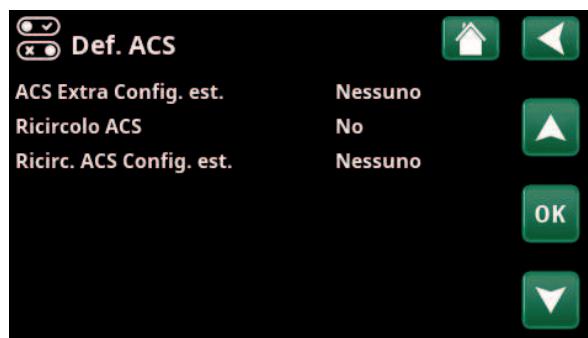 Def. ACS
ACS Extra Config. est. Nessuno
Ricircolo ACS No
Ricirc. ACS Config. est. Nessuno
OK